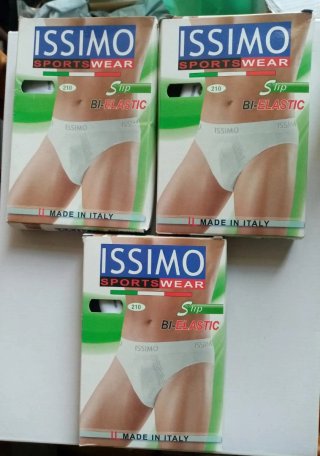 ISSIMO
SPORTSWEAR
210
Slip
BI-ELASTIC
ISSIMO
MADE IN ITALY
ISSIMO
SPORTSWEAR
210
Slip
BI-ELASTIC
ISSIMO
MADE IN ITALY
ISSIMO
SPORTSWEAR
210
Slip
BI-ELASTIC
ISSIMO
MADE IN ITALY